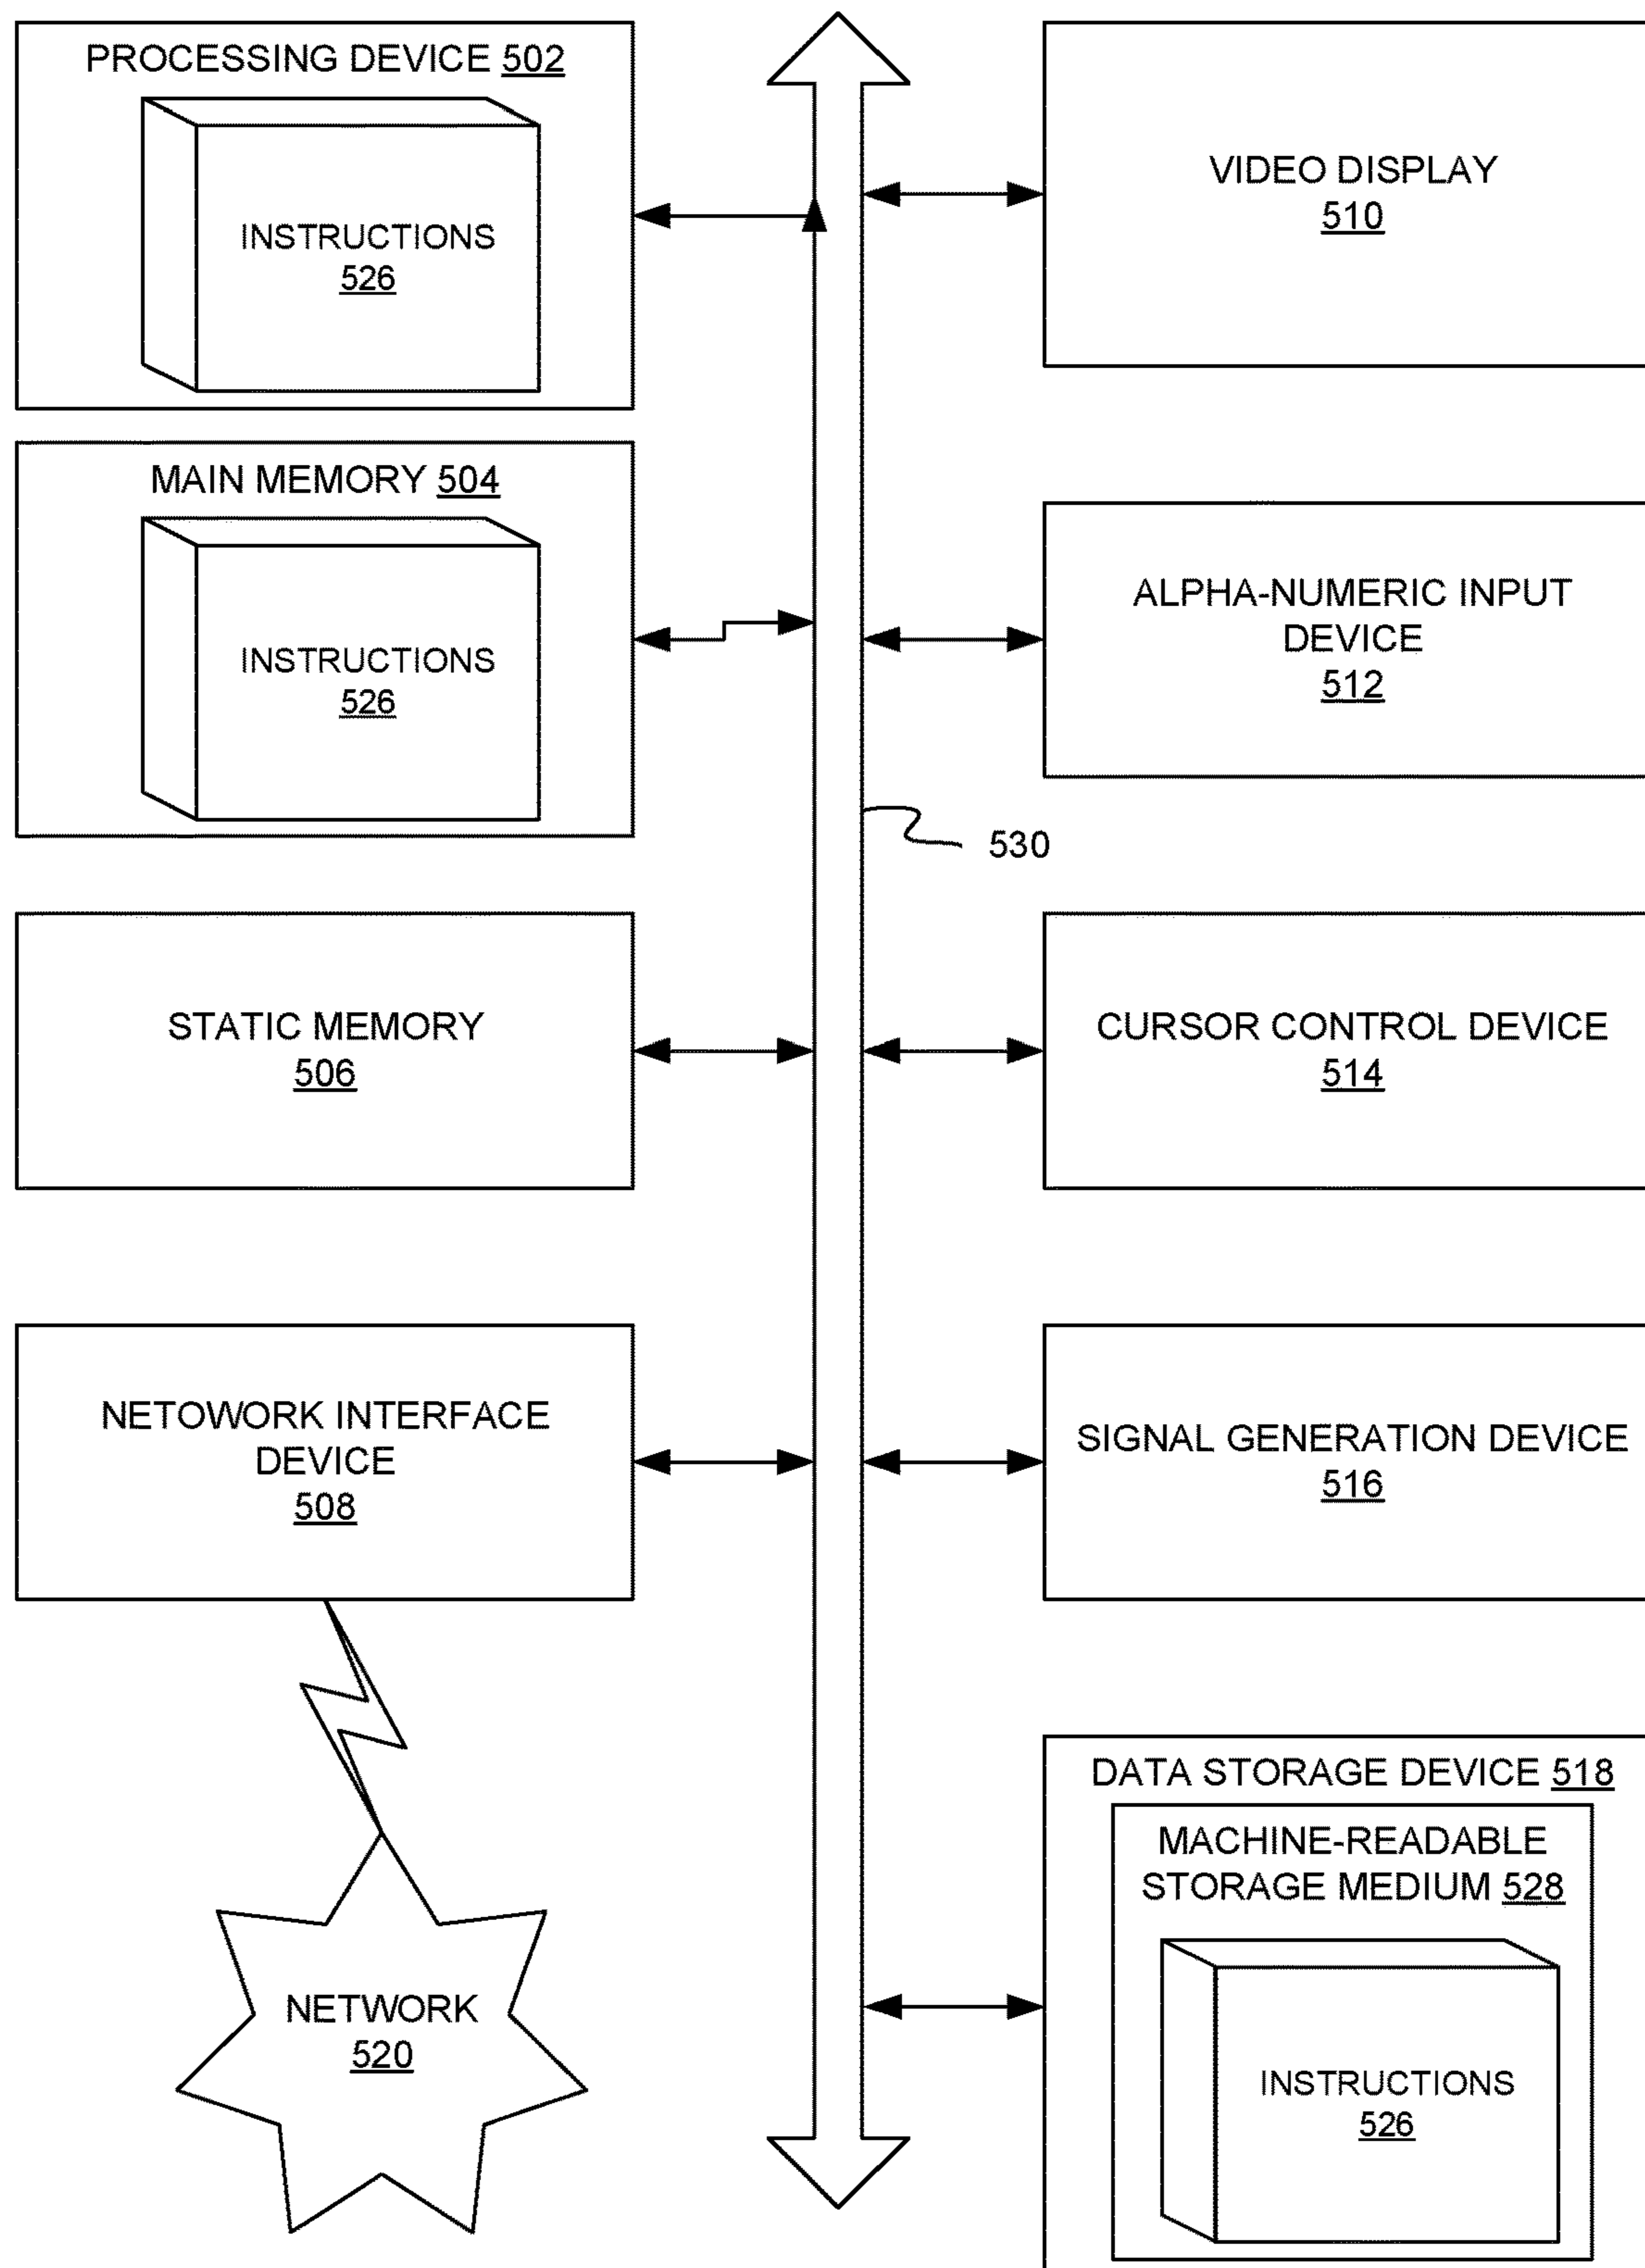 PROCESSING DEVICE 502
INSTRUCTIONS
526
MAIN MEMORY 504
INSTRUCTIONS
526
STATIC MEMORY
506
NETOWORK INTERFACE
DEVICE
508
NETWORK
520
530
VIDEO DISPLAY
510
ALPHA-NUMERIC INPUT
DEVICE
512
CURSOR CONTROL DEVICE
514
SIGNAL GENERATION DEVICE
516
DATA STORAGE DEVICE 518
MACHINE-READABLE
STORAGE MEDIUM 528
INSTRUCTIONS
526